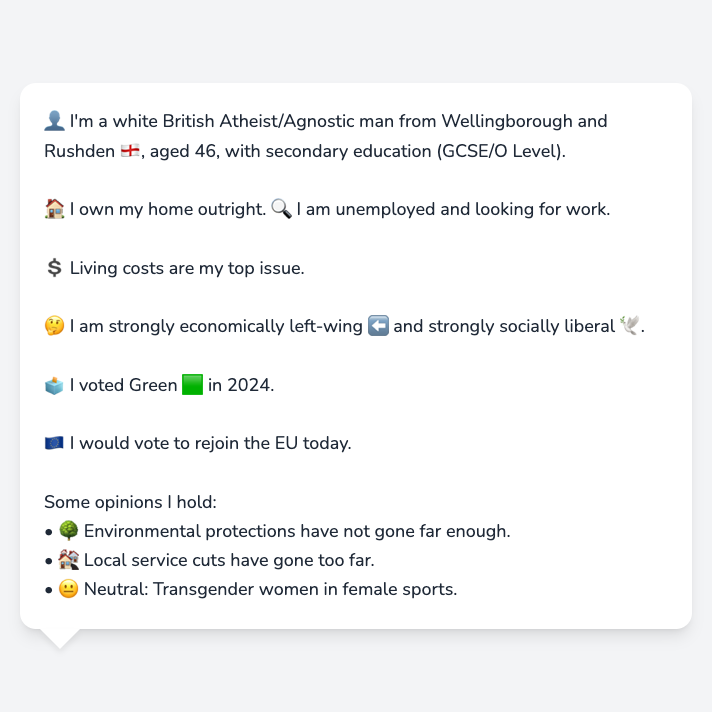 👤 I'm a white British Atheist/Agnostic man from Wellingborough and
Rushden 🏴󠁧󠁢󠁥󠁮󠁧󠁿, aged 46, with secondary education (GCSE/O Level).
🏠 I own my home outright. 🔍 I am unemployed and looking for work.
💲 Living costs are my top issue.
🤔 I am strongly economically left-wing ⬅️ and strongly socially liberal 🕊️.
🗳️ I voted Green 🟩 in 2024.
🇪🇺 I would vote to rejoin the EU today.
Some opinions I hold:
• 🌳 Environmental protections have not gone far enough.
• 🏚️ Local service cuts have gone too far.
• 😐 Neutral: Transgender women in female sports.